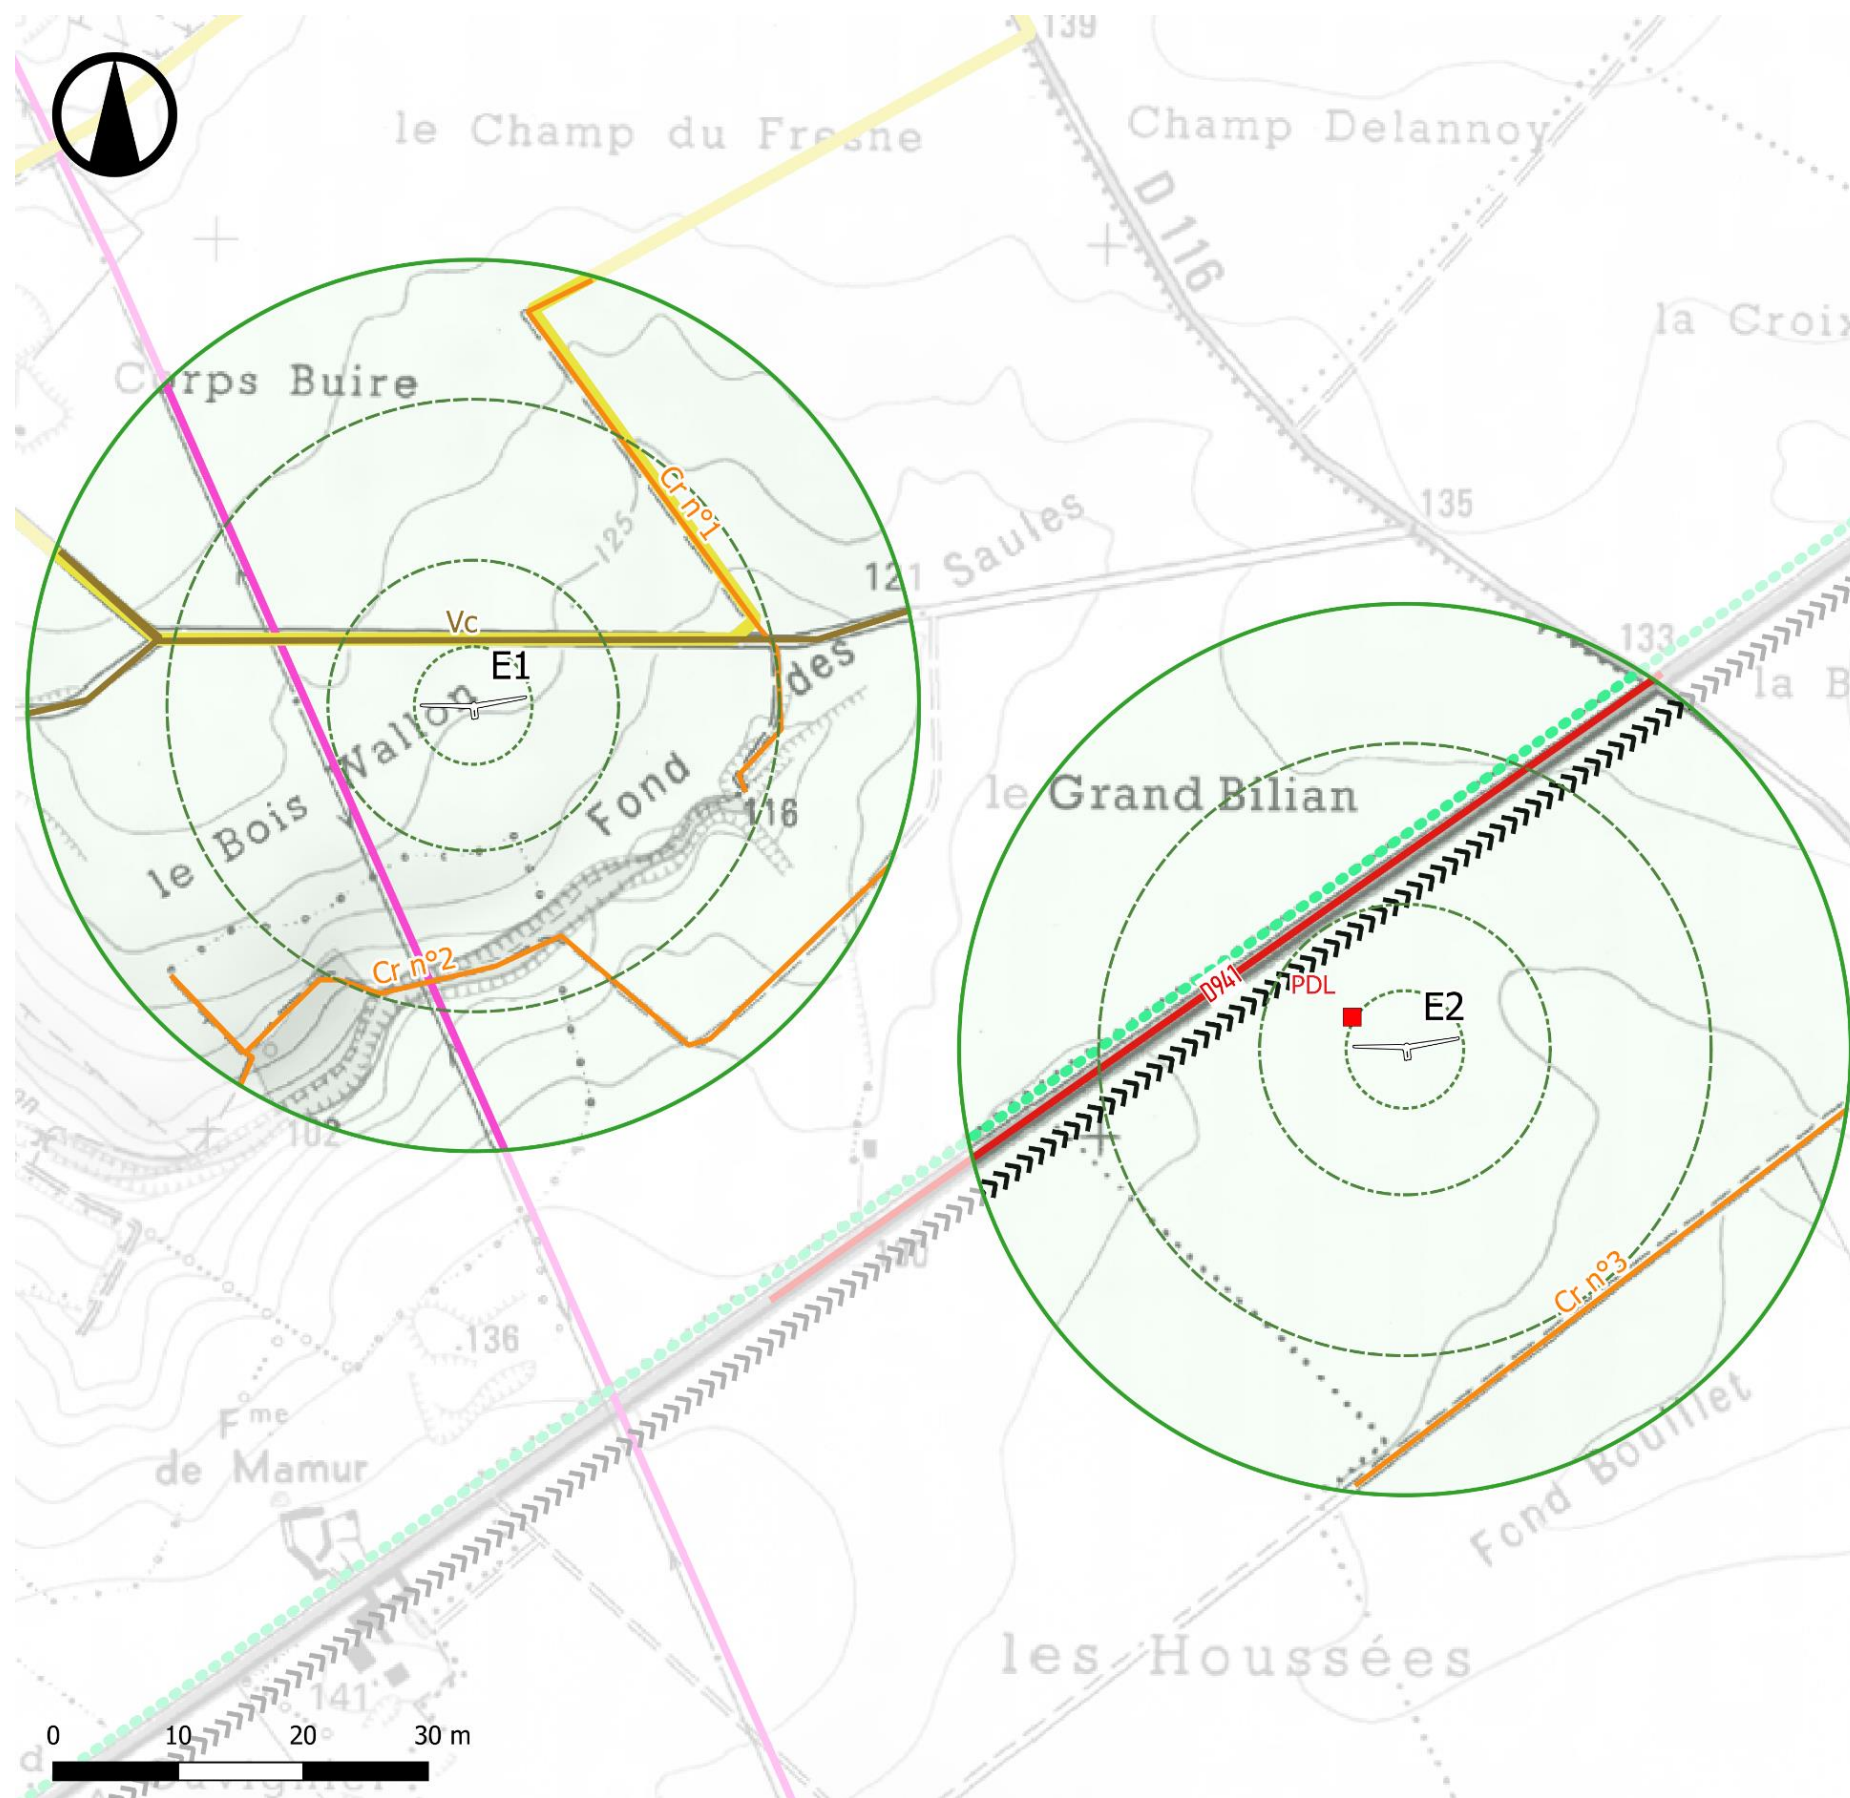 139
le Champ du Fresne
Champ Delannoy
D 116
la Croix
Corps Buire
Cr n°1
135
125
121
Saules
Vc
133
E1
des
la B
le Bois Wallon
Fond
le Grand Bilian
116
Cr n°2
D941
PDL
E2
102
Cr n°3
136
Fme
de Mamur
Fond Bouillet
les Houssées
141
0 10 20 30 m